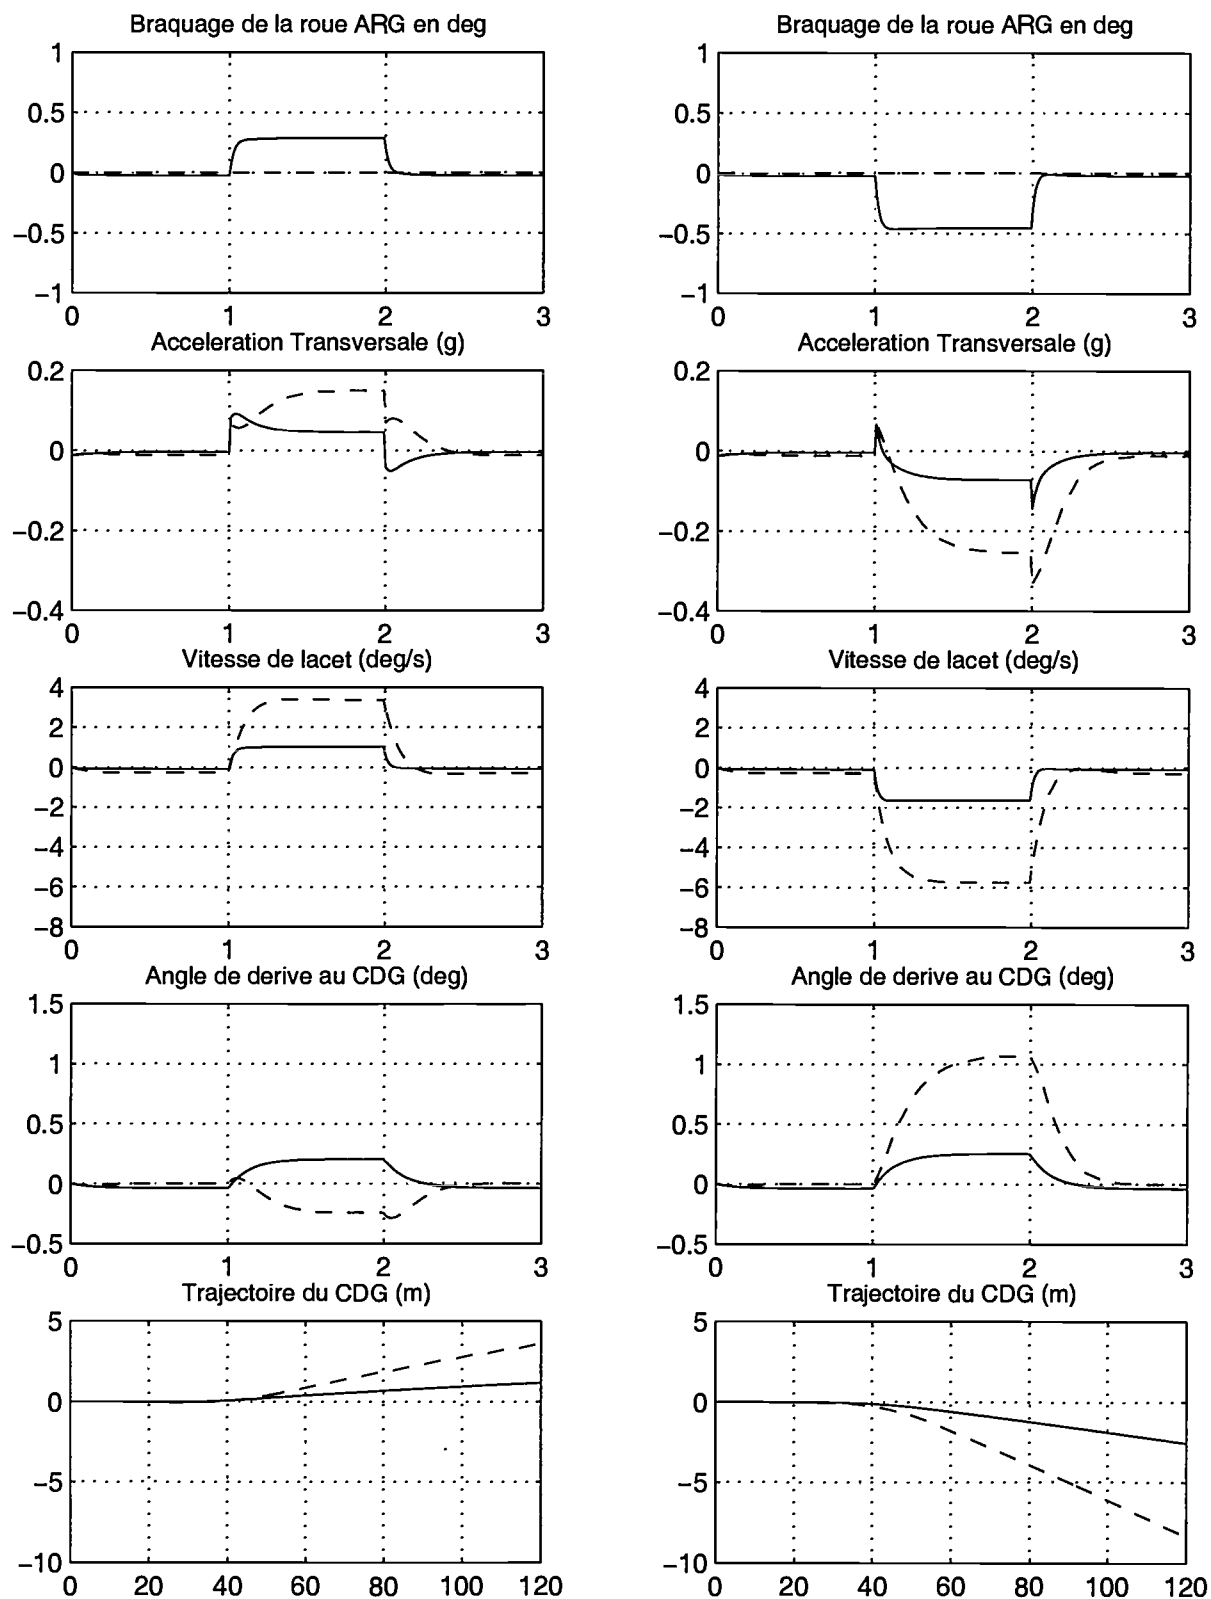 Braquage de la roue ARG en deg
1
0.5
0
−0.5
−1
0 1 2 3
Acceleration Transversale (g)
0.2
0
−0.2
−0.4
0 1 2 3
Vitesse de lacet (deg/s)
4
2
0
−2
−4
−6
−8
0 1 2 3
Angle de derive au CDG (deg)
1.5
1
0.5
0
−0.5
0 1 2 3
Trajectoire du CDG (m)
5
0
−5
−10
0 20 40 60 80 100 120
Braquage de la roue ARG en deg
1
0.5
0
−0.5
−1
0 1 2 3
Acceleration Transversale (g)
0.2
0
−0.2
−0.4
0 1 2 3
Vitesse de lacet (deg/s)
4
2
0
−2
−4
−6
−8
0 1 2 3
Angle de derive au CDG (deg)
1.5
1
0.5
0
−0.5
0 1 2 3
Trajectoire du CDG (m)
5
0
−5
−10
0 20 40 60 80 100 120